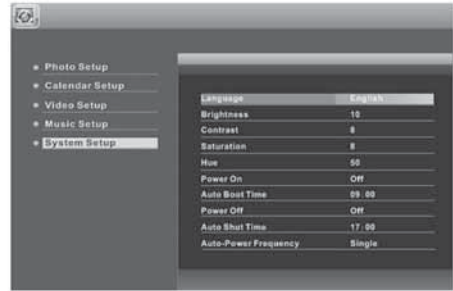 Photo Setup
Calendar Setup
Video Setup
Music Setup
System Setup
Language English
Brightness 10
Contrast 8
Saturation 8
Hue 50
Power On Off
Auto Boot Time 09:00
Power Off Off
Auto Shut Time 17:00
Auto-Power Frequency Single